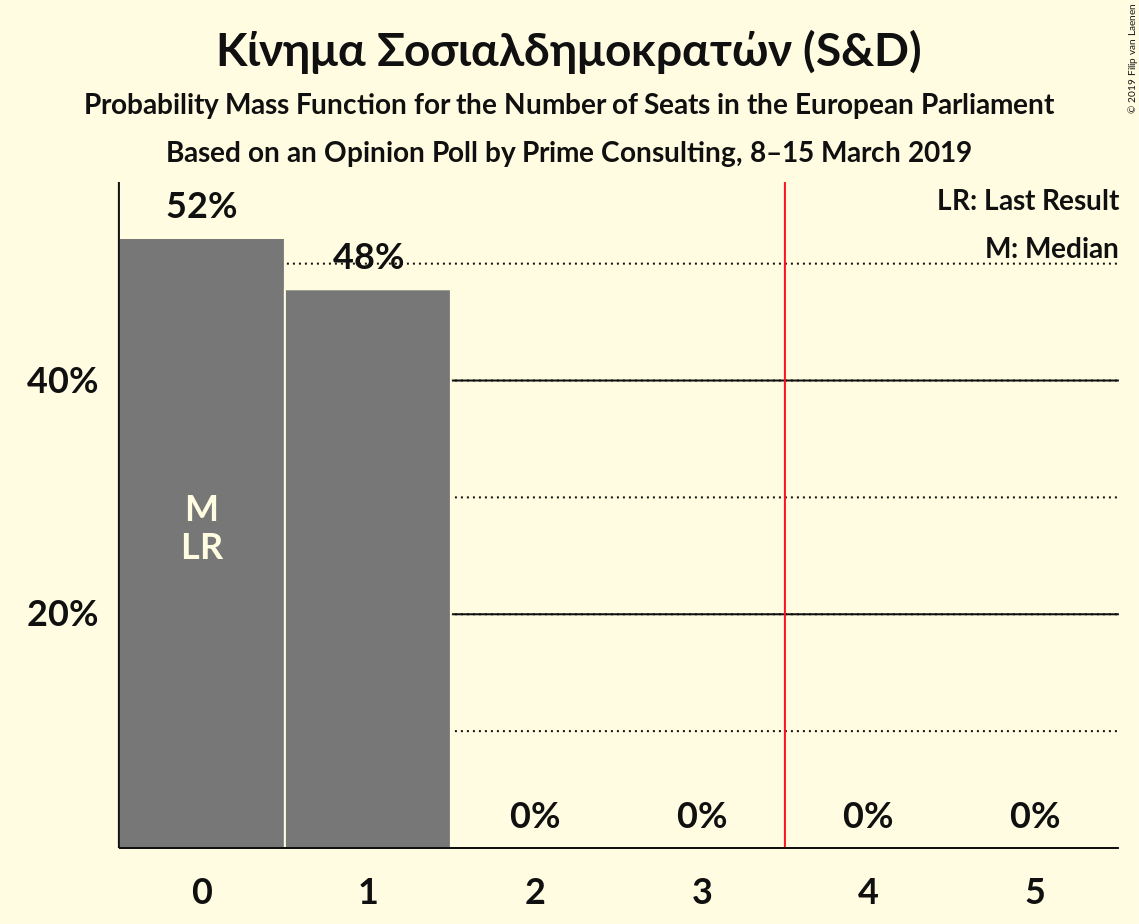 Κίνημα Σοσιαλδημοκρατών (S&D)
Probability Mass Function for the Number of Seats in the European Parliament
Based on an Opinion Poll by Prime Consulting, 8–15 March 2019
© 2019 Filip van Laenen
LR: Last Result
M: Median
52%
48%
40%
20%
M
LR
0% 0% 0% 0%
0 1 2 3 4 5